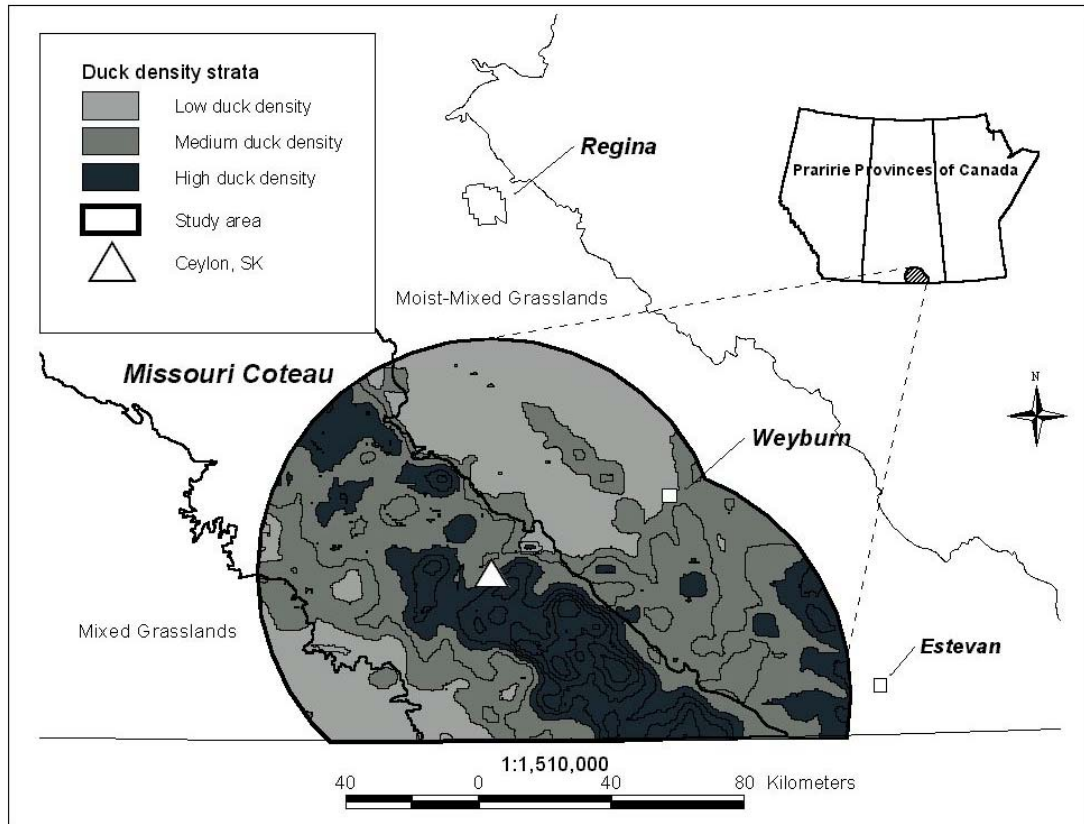 Duck density strata
Low duck density
Medium duck density
High duck density
Study area
Ceylon, SK
Regina
Praririe Provinces of Canada
Moist-Mixed Grasslands
Missouri Coteau
N
Weyburn
Mixed Grasslands
Estevan
1:1,510,000
40 0 40 80 Kilometers